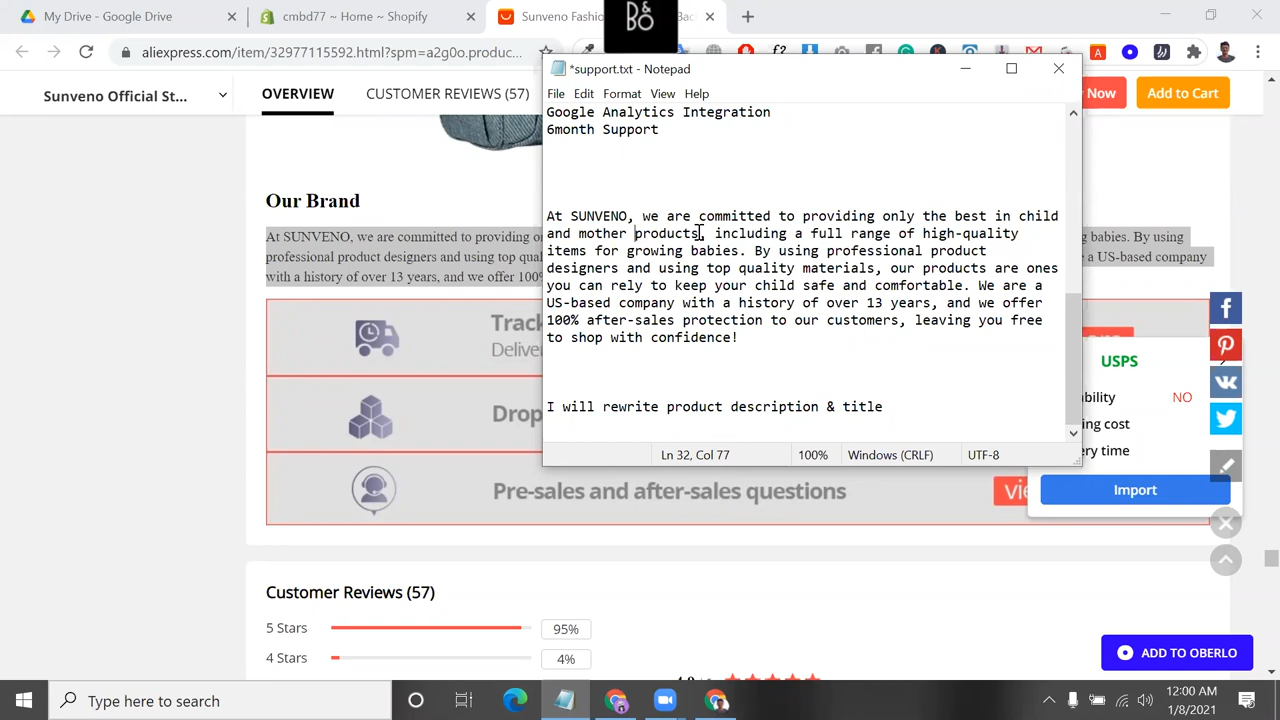 My Drive - Google Drive
cmbd77 ~ Home ~ Shopify
Sunveno Fashion
D&
BO
aliexpress.com/item/32977115592.html?spm=a2g0o.produc...
f?
A
Sunveno Official St...
OVERVIEW
CUSTOMER REVIEWS (57)
Now
Add to Cart
*support.txt - Notepad
File Edit Format View Help
Google Analytics Integration
6month Support
At SUNVENO, we are committed to providing only the best in child
and mother products, including a full range of high-quality
items for growing babies. By using professional product
designers and using top quality materials, our products are ones
you can rely to keep your child safe and comfortable. We are a
US-based company with a history of over 13 years, and we offer
100% after-sales protection to our customers, leaving you free
to shop with confidence!
I will rewrite product description & title
Ln 32, Col 77
100%
Windows (CRLF)
UTF-8
Our Brand
At SUNVENO, we are committed to providing
babies. By using
professional product designers and using top
a US-based company
with a history of over 13 years, and we offer 100%
Track
Deliver
Drop
Pre-sales and after-sales questions
USPS
NO
cost
time
Import
Customer Reviews (57)
5 Stars
95%
4 Stars
4%
ADD TO OBERLO
Type here to search
12:00 AM
1/8/2021